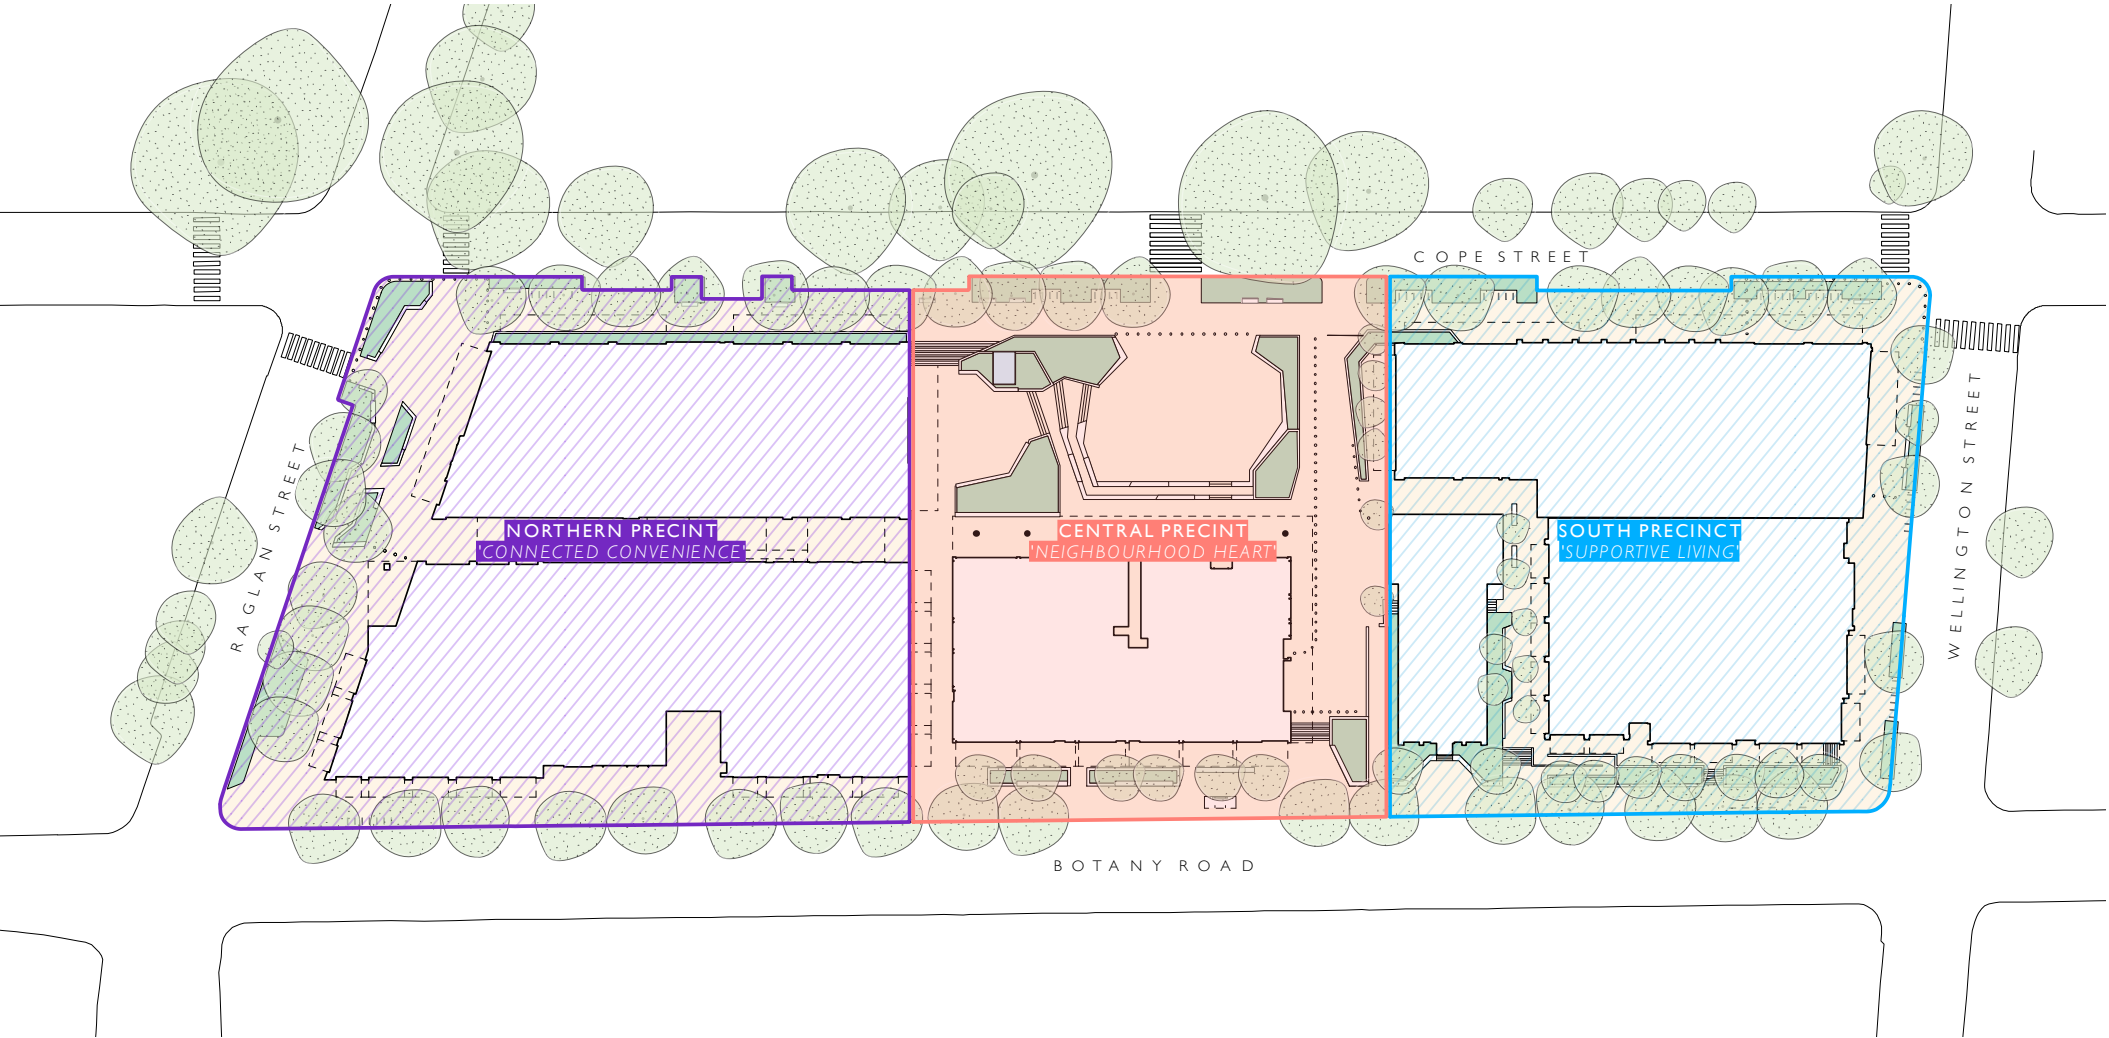 COPE STREET
RAGLAN STREET
WELLINGTON STREET
NORTHERN PRECINT
'CONNECTED CONVENIENCE'
CENTRAL PRECINT
'NEIGHBOURHOOD HEART'
SOUTH PRECINCT
'SUPPORTIVE LIVING'
BOTANY ROAD